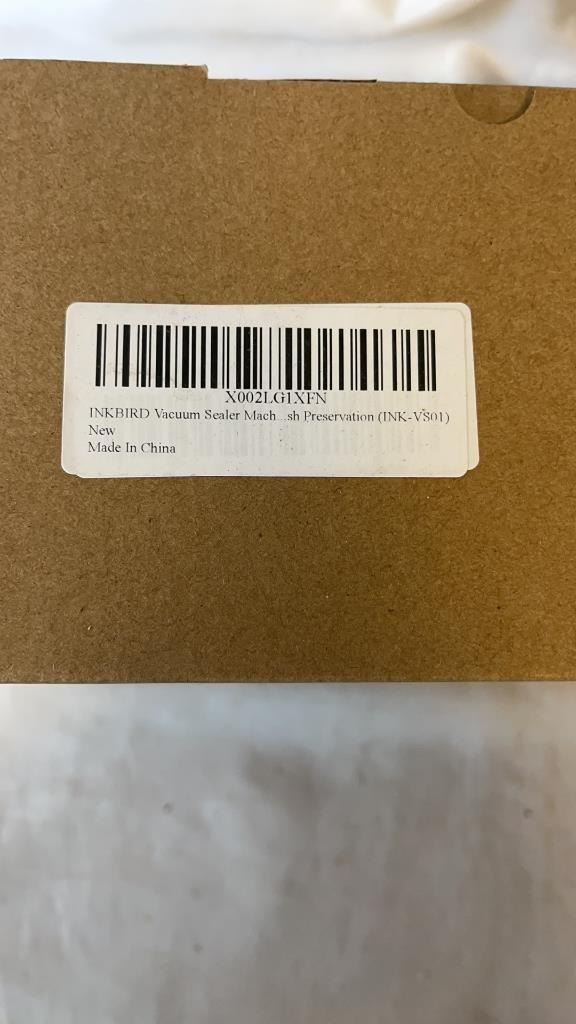 X002LG1XFN
INKBIRD Vacuum Sealer Mach...sh Preservation (INK-VS01)
New
Made In China